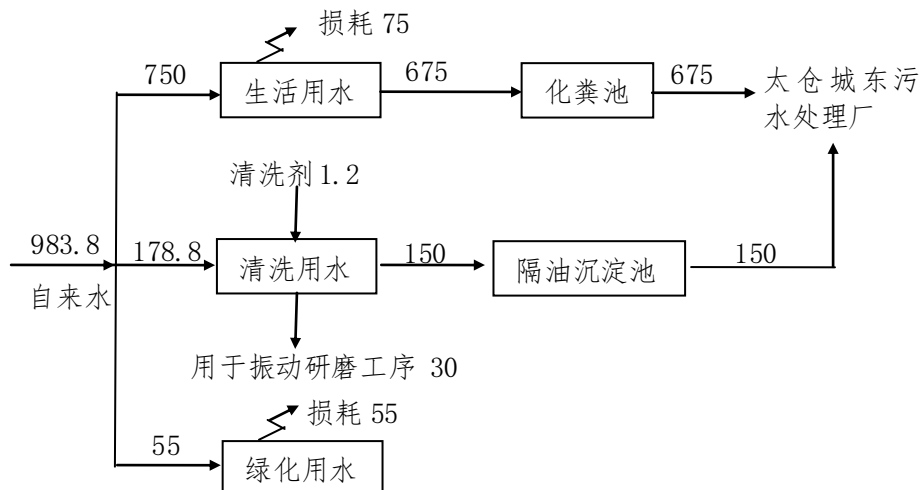 损耗 75
750
生活用水
675
化粪池
675
太仓城东污
水处理厂
清洗剂 1.2
983.8
178.8
清洗用水
150
隔油沉淀池
150
自来水
用于振动研磨工序 30
损耗 55
55
绿化用水